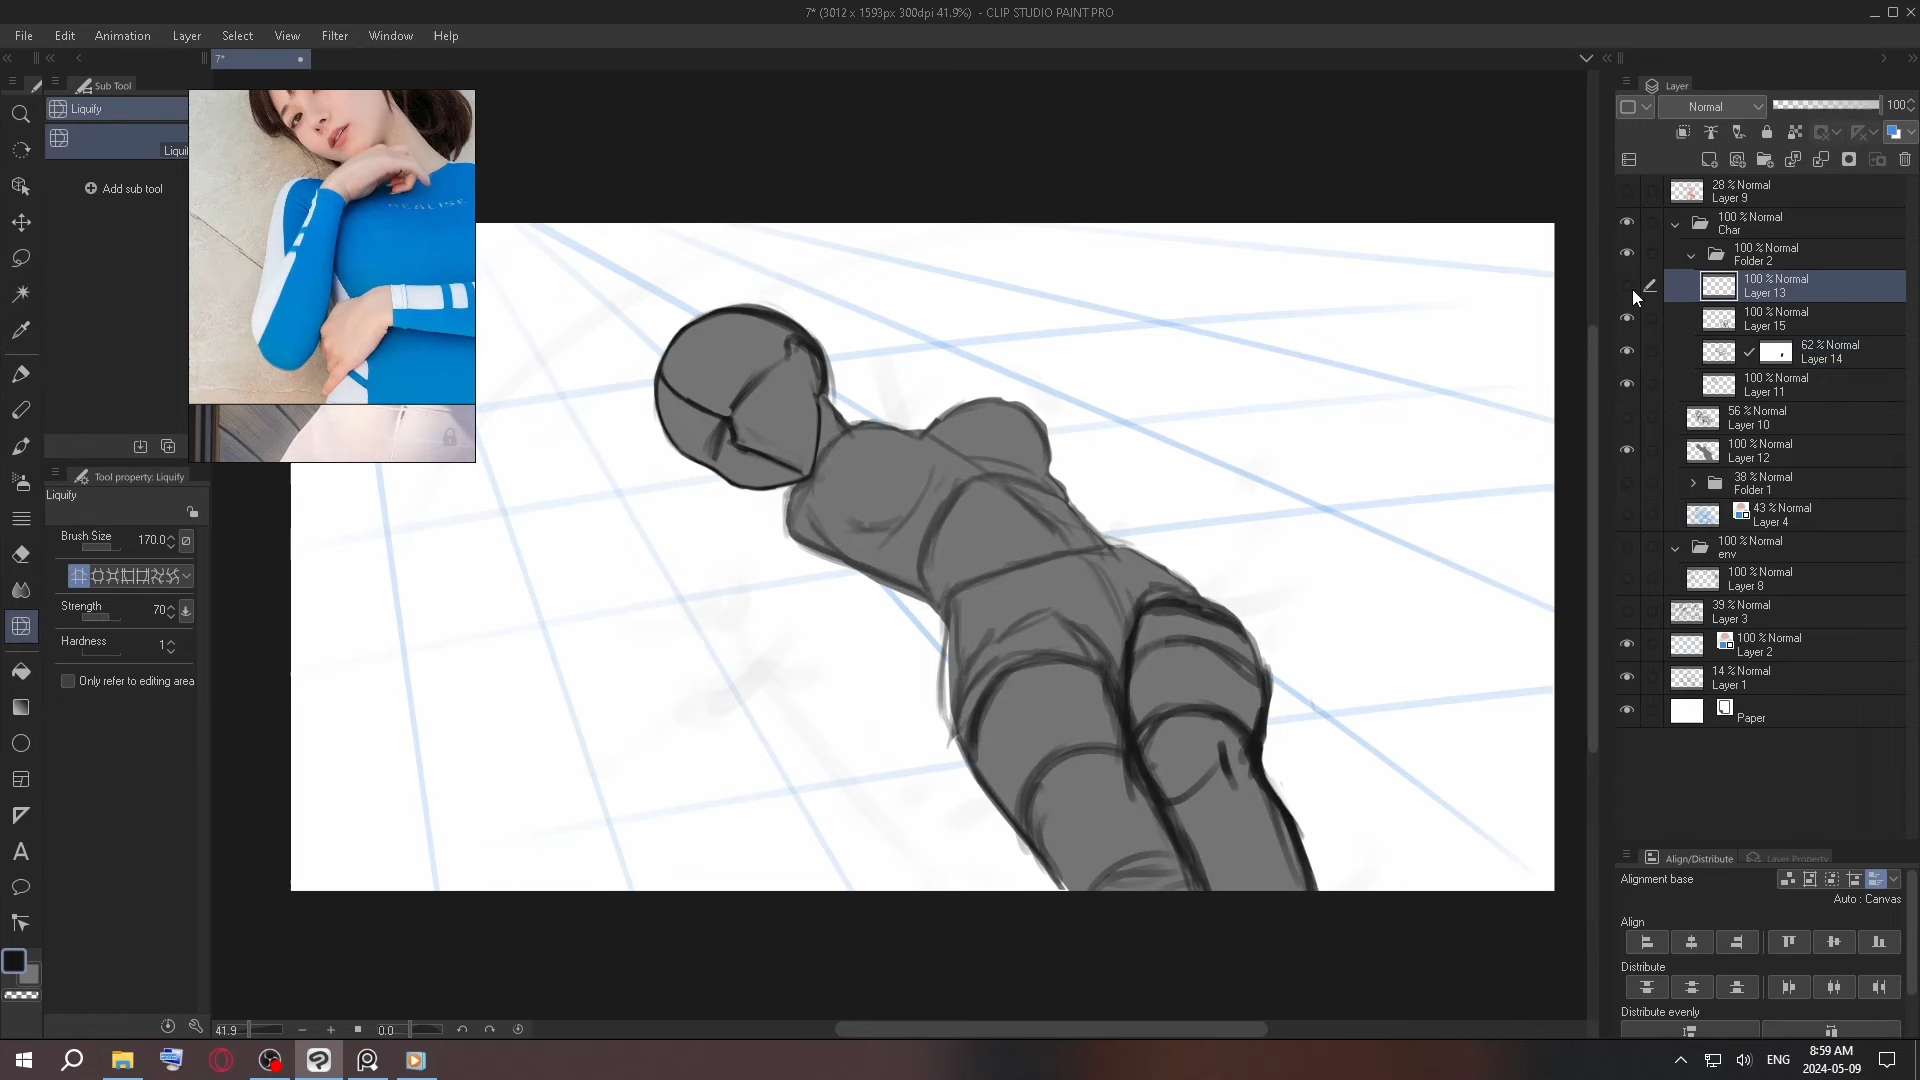 7* (3012 x 1593px 300dpi 41.9%) - CLIP STUDIO PAINT PRO
File Edit Animation Layer Select View Filter Window Help
7*
Sub Tool
Liquify
Liqui
Add sub tool
REALISE
Tool property: Liquify
Liquify
Brush Size 170.0
Strength 70
Hardness 1
Only refer to editing area
41.9 0.0
Layer
Normal 100
28 % Normal
Layer 9
100 % Normal
Char
100 % Normal
Folder 2
100 % Normal
Layer 13
100 % Normal
Layer 15
62 % Normal
Layer 14
100 % Normal
Layer 11
56 % Normal
Layer 10
100 % Normal
Layer 12
38 % Normal
Folder 1
43 % Normal
Layer 4
100 % Normal
env
100 % Normal
Layer 8
39 % Normal
Layer 3
100 % Normal
Layer 2
14 % Normal
Layer 1
Paper
Align/Distribute Layer Property
Alignment base
Auto : Canvas
Align
Distribute
Distribute evenly
ENG
8:59 AM
2024-05-09